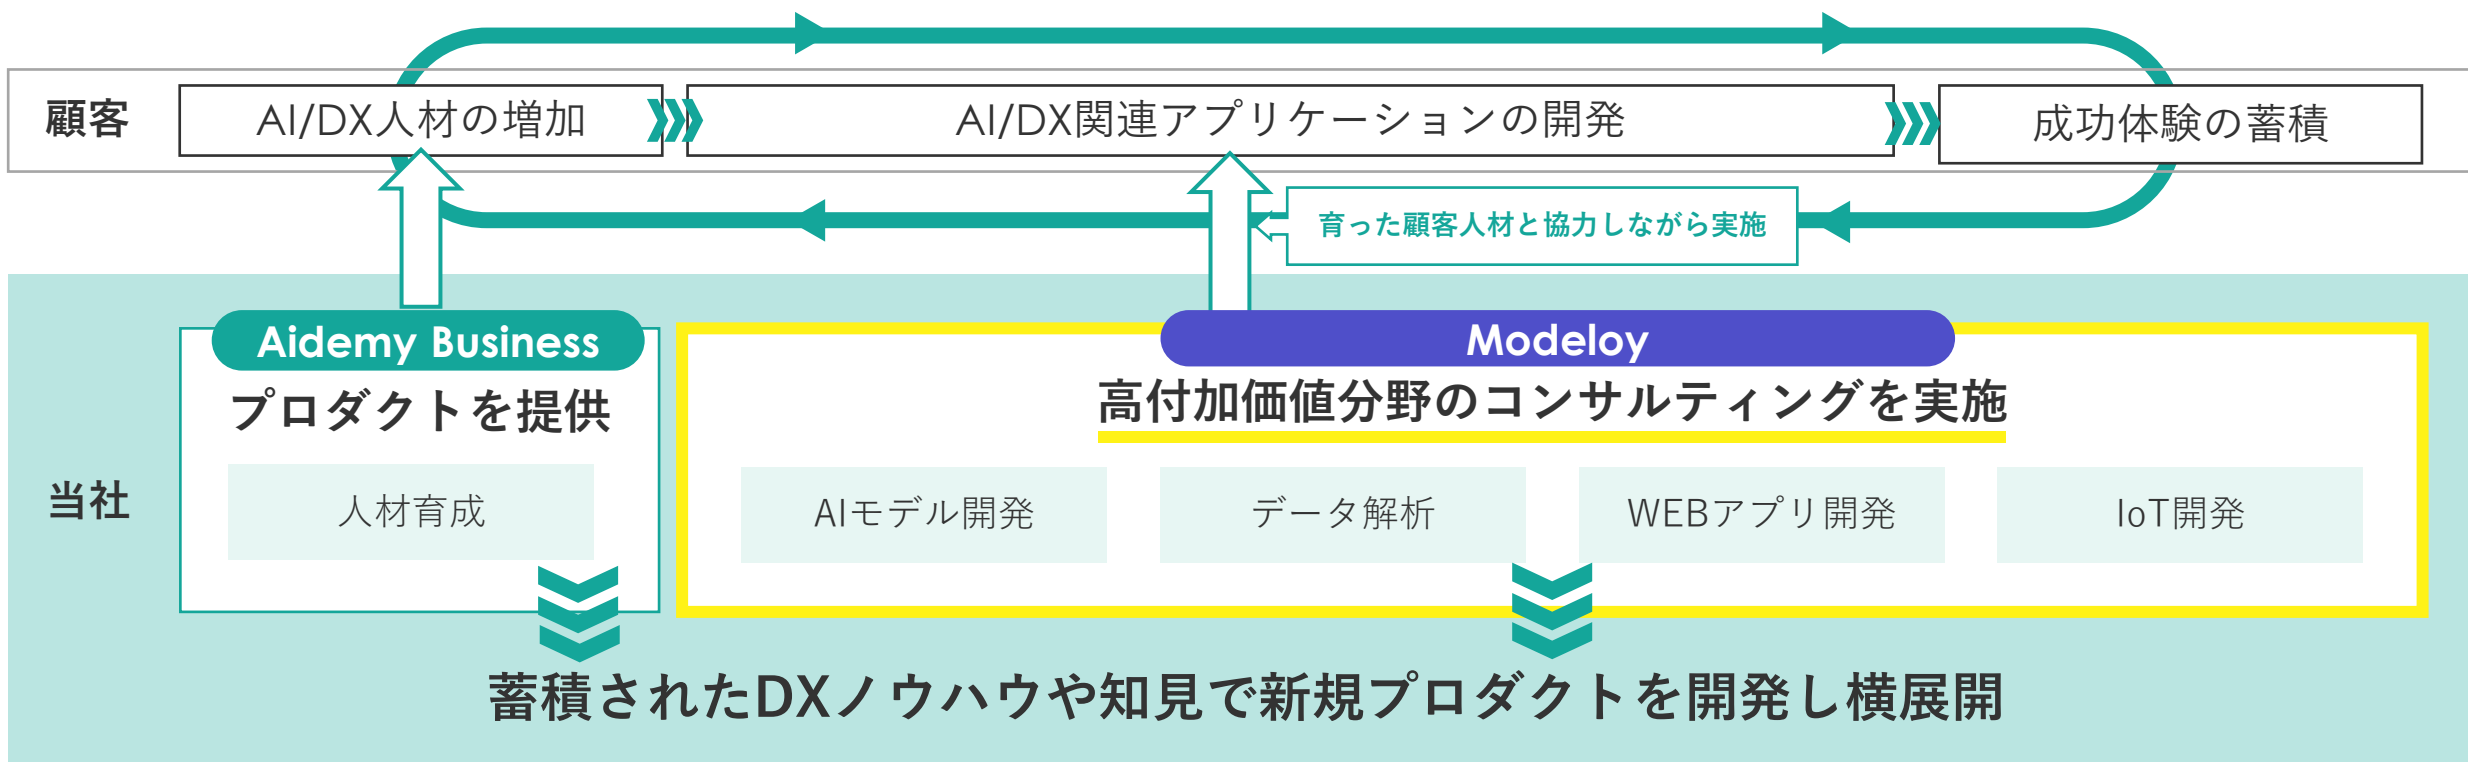 顧客
AI/DX人材の増加
AI/DX関連アプリケーションの開発
成功体験の蓄積
育った顧客人材と協力しながら実施
当社
Aidemy Business
プロダクトを提供
人材育成
Modeloy
高付加価値分野のコンサルティングを実施
AIモデル開発
データ解析
WEBアプリ開発
IoT開発
蓄積されたDXノウハウや知見で新規プロダクトを開発し横展開